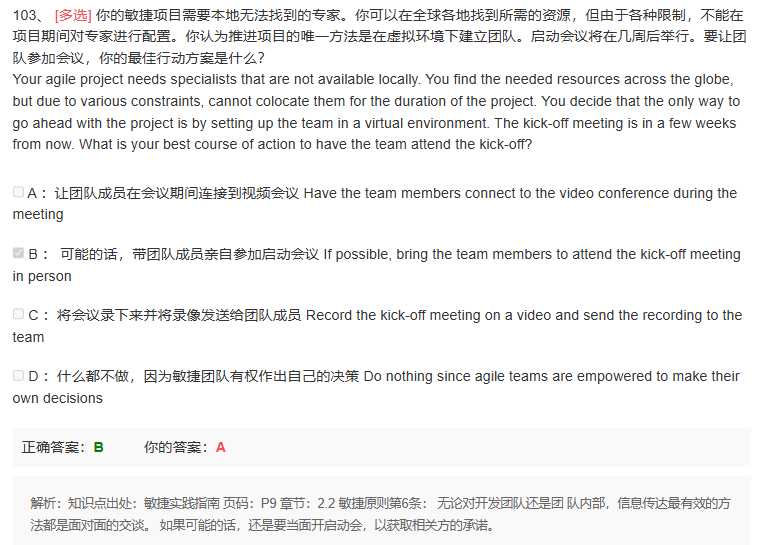 103、 [多选] 你的敏捷项目需要本地无法找到的专家。你可以在全球各地找到所需的资源，但由于各种限制，不能在
项目期间对专家进行配置。你认为推进项目的唯一方法是在虚拟环境下建立团队。启动会议将在几周后举行。要让团
队参加会议，你的最佳行动方案是什么？
Your agile project needs specialists that are not available locally. You find the needed resources across the globe,
but due to various constraints, cannot colocate them for the duration of the project. You decide that the only way to
go ahead with the project is by setting up the team in a virtual environment. The kick-off meeting is in a few weeks
from now. What is your best course of action to have the team attend the kick-off?
A： 让团队成员在会议期间连接到视频会议 Have the team members connect to the video conference during the
meeting
B： 可能的话，带团队成员亲自参加启动会议 If possible, bring the team members to attend the kick-off meeting
in person
C： 将会议录下来并将录像发送给团队成员 Record the kick-off meeting on a video and send the recording to the
team
D： 什么都不做，因为敏捷团队有权作出自己的决策 Do nothing since agile teams are empowered to make their
own decisions
正确答案：B 你的答案：A
解析：知识点出处：敏捷实践指南 页码：P9 章节：2.2 敏捷原则第6条： 无论对开发团队还是团 队内部，信息传达最有效的方
法都是面对面的交谈。 如果可能的话，还是要当面开启动会，以获取相关方的承诺。